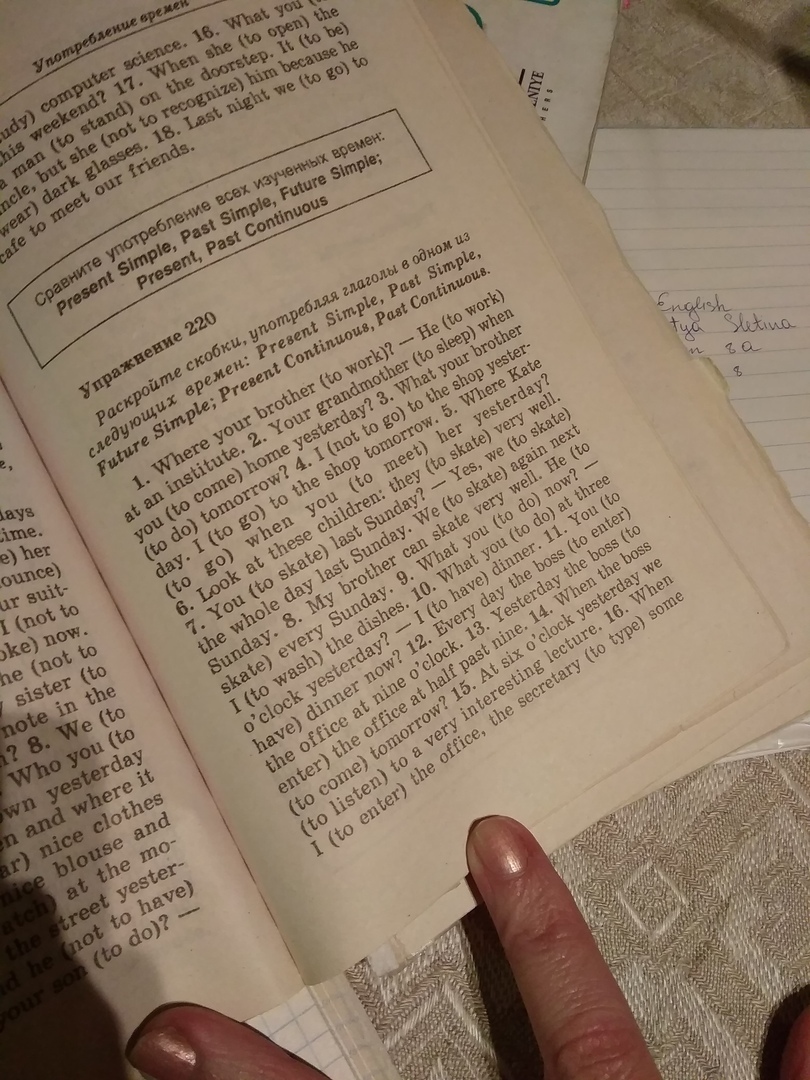 Употребление времен
computer science. 16. What you
this weekend? 17. When she (to open) the
a man (to stand) on the doorstep. It (to be)
but she (not to recognize) him because he
dark glasses. 18. Last night we (to go) to
cafe to meet our friends.
Сравните употребление всех изученных времен:
Present Simple, Past Simple, Future Simple;
Present, Past Continuous
Упражнение 220
Раскройте скобки, употребляя глаголы в одном из
следующих времен: Present Simple, Past Simple,
Future Simple; Present Continuous, Past Continuous.
1. Where your brother (to work)? — He (to work)
at an institute. 2. Your grandmother (to sleep) when
you (to come) home yesterday? 3. What your brother
(to do) tomorrow? 4. I (not to go) to the shop yester-
day. I (to go) to the shop tomorrow. 5. Where Kate
(to go) when you (to meet) her yesterday?
6. Look at these children: they (to skate) very well.
7. You (to skate) last Sunday? — Yes, we (to skate)
the whole day last Sunday. We (to skate) again next
Sunday. 8. My brother can skate very well. He (to
skate) every Sunday. 9. What you (to do) now? —
I (to wash) the dishes. 10. What you (to do) at three
o'clock yesterday? — I (to have) dinner. 11. You (to
have) dinner now? 12. Every day the boss (to enter)
the office at nine o'clock. 13. Yesterday the boss (to
enter) the office at half past nine. 14. When the boss
(to come) tomorrow? 15. At six o'clock yesterday we
(to listen) to a very interesting lecture. 16. When
I (to enter) the office, the secretary (to type) some
days
time.
her
I (not to
now.
(not to
sister (to
note in the
8. We (to
Who you (to
yesterday
and where it
nice clothes
nice blouse and
at the mo-
the street yester-
he (not to have)
your son (to do)? —
English
8a
8